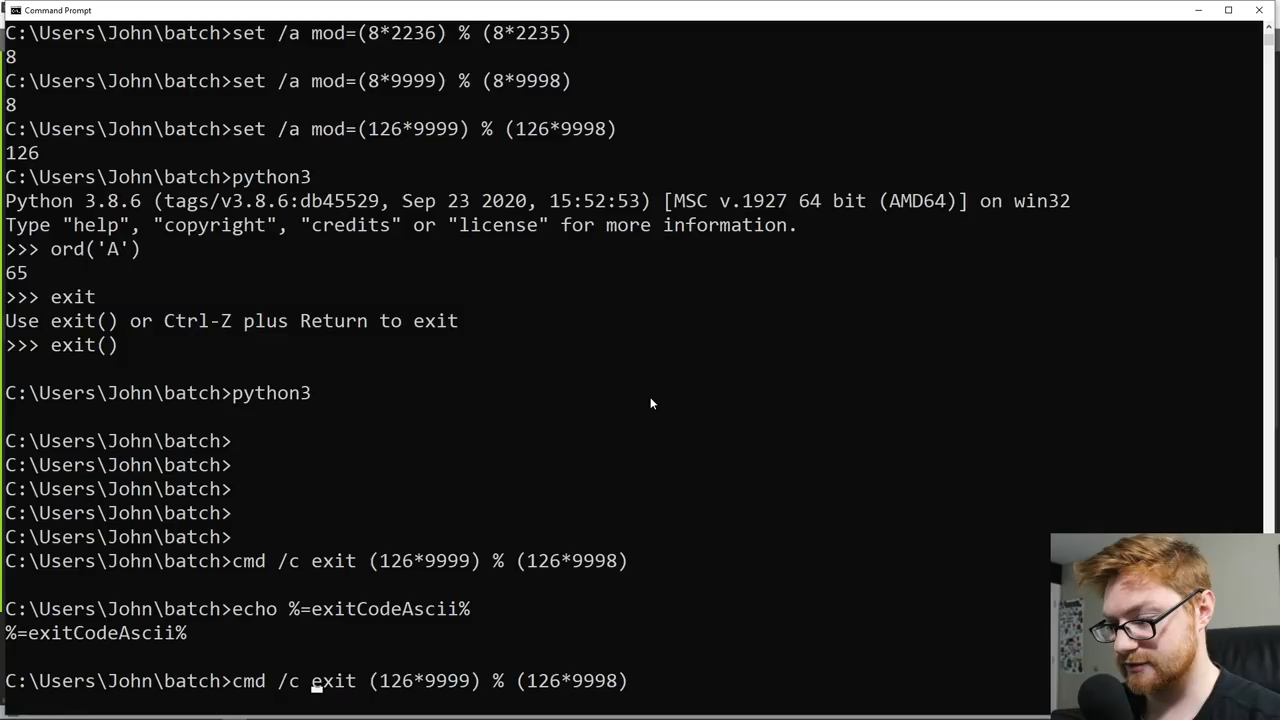 Command Prompt
C:\Users\John\batch>set /a mod=(8*2236) % (8*2235)
8
C:\Users\John\batch>set /a mod=(8*9999) % (8*9998)
8
C:\Users\John\batch>set /a mod=(126*9999) % (126*9998)
126
C:\Users\John\batch>python3
Python 3.8.6 (tags/v3.8.6:db45529, Sep 23 2020, 15:52:53) [MSC v.1927 64 bit (AMD64)] on win32
Type "help", "copyright", "credits" or "license" for more information.
>>> ord('A')
65
>>> exit
Use exit() or Ctrl-Z plus Return to exit
>>> exit()
C:\Users\John\batch>python3
C:\Users\John\batch>
C:\Users\John\batch>
C:\Users\John\batch>
C:\Users\John\batch>
C:\Users\John\batch>
C:\Users\John\batch>cmd /c exit (126*9999) % (126*9998)
C:\Users\John\batch>echo %=exitCodeAscii%
%=exitCodeAscii%
C:\Users\John\batch>cmd /c exit (126*9999) % (126*9998)